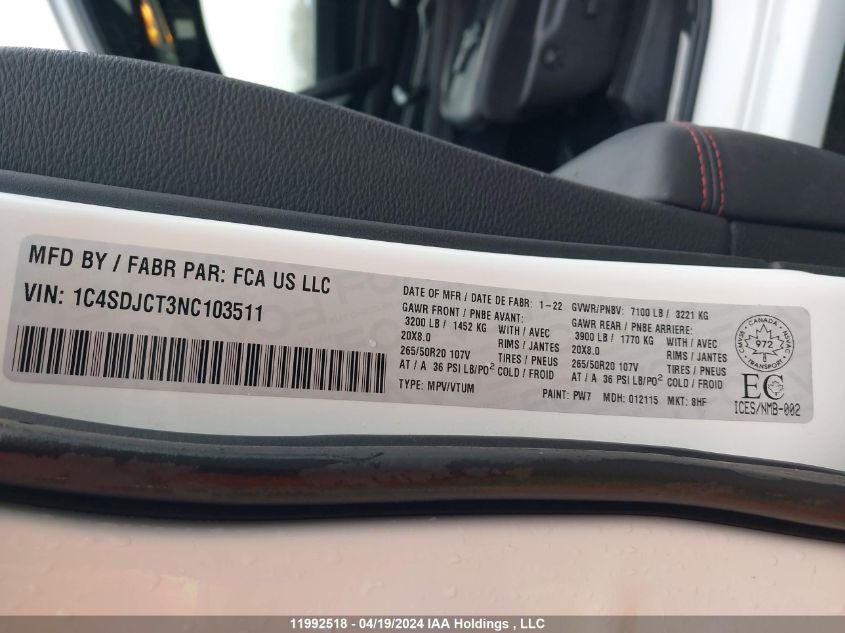 MFD BY / FABR PAR: FCA US LLC
VIN: 1C4SDJCT3NC103511
DATE OF MFR / DATE DE FABR: 1-22
GAWR FRONT / PNBE AVANT:
3200 LB / 1452 KG WITH / AVEC
20X8.0 RIMS / JANTES
265/50R20 107V TIRES / PNEUS
AT / A 36 PSI LB/PO² COLD / FROID
TYPE: MPV/VTUM
GVWR/PNBV: 7100 LB / 3221 KG
GAWR REAR / PNBE ARRIERE:
3900 LB / 1770 KG WITH / AVEC
20X8.0 RIMS / JANTES
265/50R20 107V TIRES / PNEUS
AT / A 36 PSI LB/PO² COLD / FROID
PAINT: PW7 MDH: 012115 MKT: 8HF
CANADA
CMVSS NSVAC
972
TRANSPORT
EC
ICES/NMB-002
11992518 - 04/19/2024 IAA Holdings , LLC